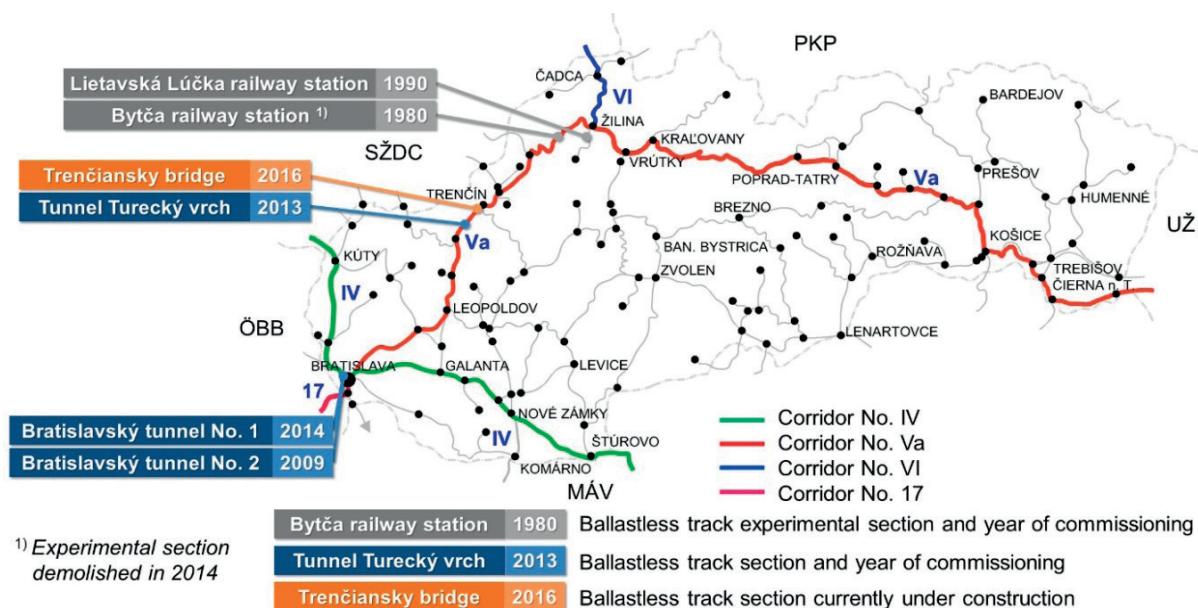 PKP
Lietavská Lúčka railway station 1990
Bytča railway station 1) 1980
ČADCA
VI
ŽILINA
BARDEJOV
SŽDC
KRAĽOVANY
VRÚTKY
Trenčiansky bridge 2016
Tunnel Turecký vrch 2013
TRENČÍN
POPRAD-TATRY
Va
PREŠOV
HUMENNÉ
BREZNO
UŽ
Va
KÚTY
BAN. BYSTRICA
ROŽŇAVA
KOŠICE
ZVOLEN
TREBIŠOV
ČIERNA n. T.
IV
LEOPOLDOV
ÖBB
LENARTOVCE
BRATISLAVA
GALANTA
LEVICE
17
NOVÉ ZÁMKY
Bratislavský tunnel No. 1 2014
Bratislavský tunnel No. 2 2009
IV
ŠTÚROVO
KOMÁRNO
MÁV
Corridor No. IV
Corridor No. Va
Corridor No. VI
Corridor No. 17
1) Experimental section
demolished in 2014
Bytča railway station 1980 Ballastless track experimental section and year of commissioning
Tunnel Turecký vrch 2013 Ballastless track section and year of commissioning
Trenčiansky bridge 2016 Ballastless track section currently under construction